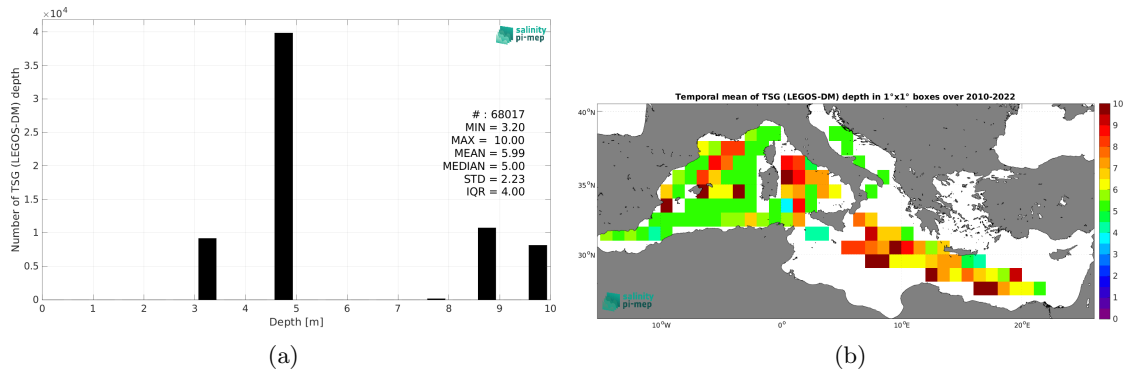 ×10⁴
4
3.5
3
2.5
2
1.5
1
0.5
0
Number of TSG (LEGOS-DM) depth
salinity
pi-mep
# : 68017
MIN = 3.20
MAX = 10.00
MEAN = 5.99
MEDIAN = 5.00
STD = 2.23
IQR = 4.00
0 1 2 3 4 5 6 7 8 9 10
Depth [m]
(a)
Temporal mean of TSG (LEGOS-DM) depth in 1°x1° boxes over 2010-2022
40°N
35°N
30°N
10°W 0° 10°E 20°E
salinity
pi-mep
10
9
8
7
6
5
4
3
2
1
0
(b)